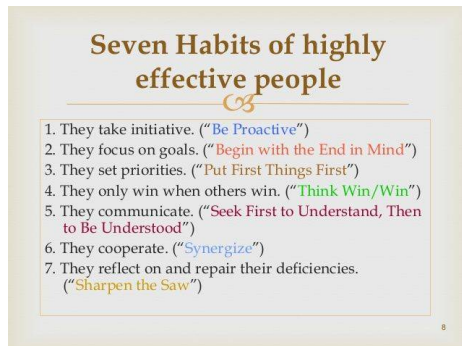 Seven Habits of highly
effective people
1. They take initiative. (“Be Proactive”)
2. They focus on goals. (“Begin with the End in Mind”)
3. They set priorities. (“Put First Things First”)
4. They only win when others win. (“Think Win/Win”)
5. They communicate. (“Seek First to Understand, Then
to Be Understood”)
6. They cooperate. (“Synergize”)
7. They reflect on and repair their deficiencies.
(“Sharpen the Saw”)
8